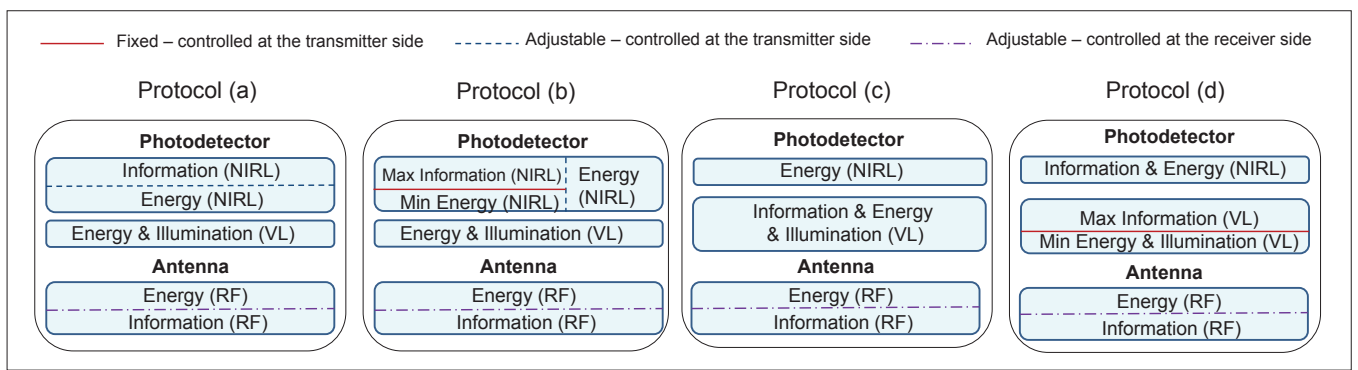 Fixed – controlled at the transmitter side
Adjustable – controlled at the transmitter side
Adjustable – controlled at the receiver side
Protocol (a)
Photodetector
Information (NIRL)
Energy (NIRL)
Energy & Illumination (VL)
Antenna
Energy (RF)
Information (RF)
Protocol (b)
Photodetector
Max Information (NIRL)
Min Energy (NIRL)
Energy
(NIRL)
Energy & Illumination (VL)
Antenna
Energy (RF)
Information (RF)
Protocol (c)
Photodetector
Energy (NIRL)
Information & Energy
& Illumination (VL)
Antenna
Energy (RF)
Information (RF)
Protocol (d)
Photodetector
Information & Energy (NIRL)
Max Information (VL)
Min Energy & Illumination (VL)
Antenna
Energy (RF)
Information (RF)